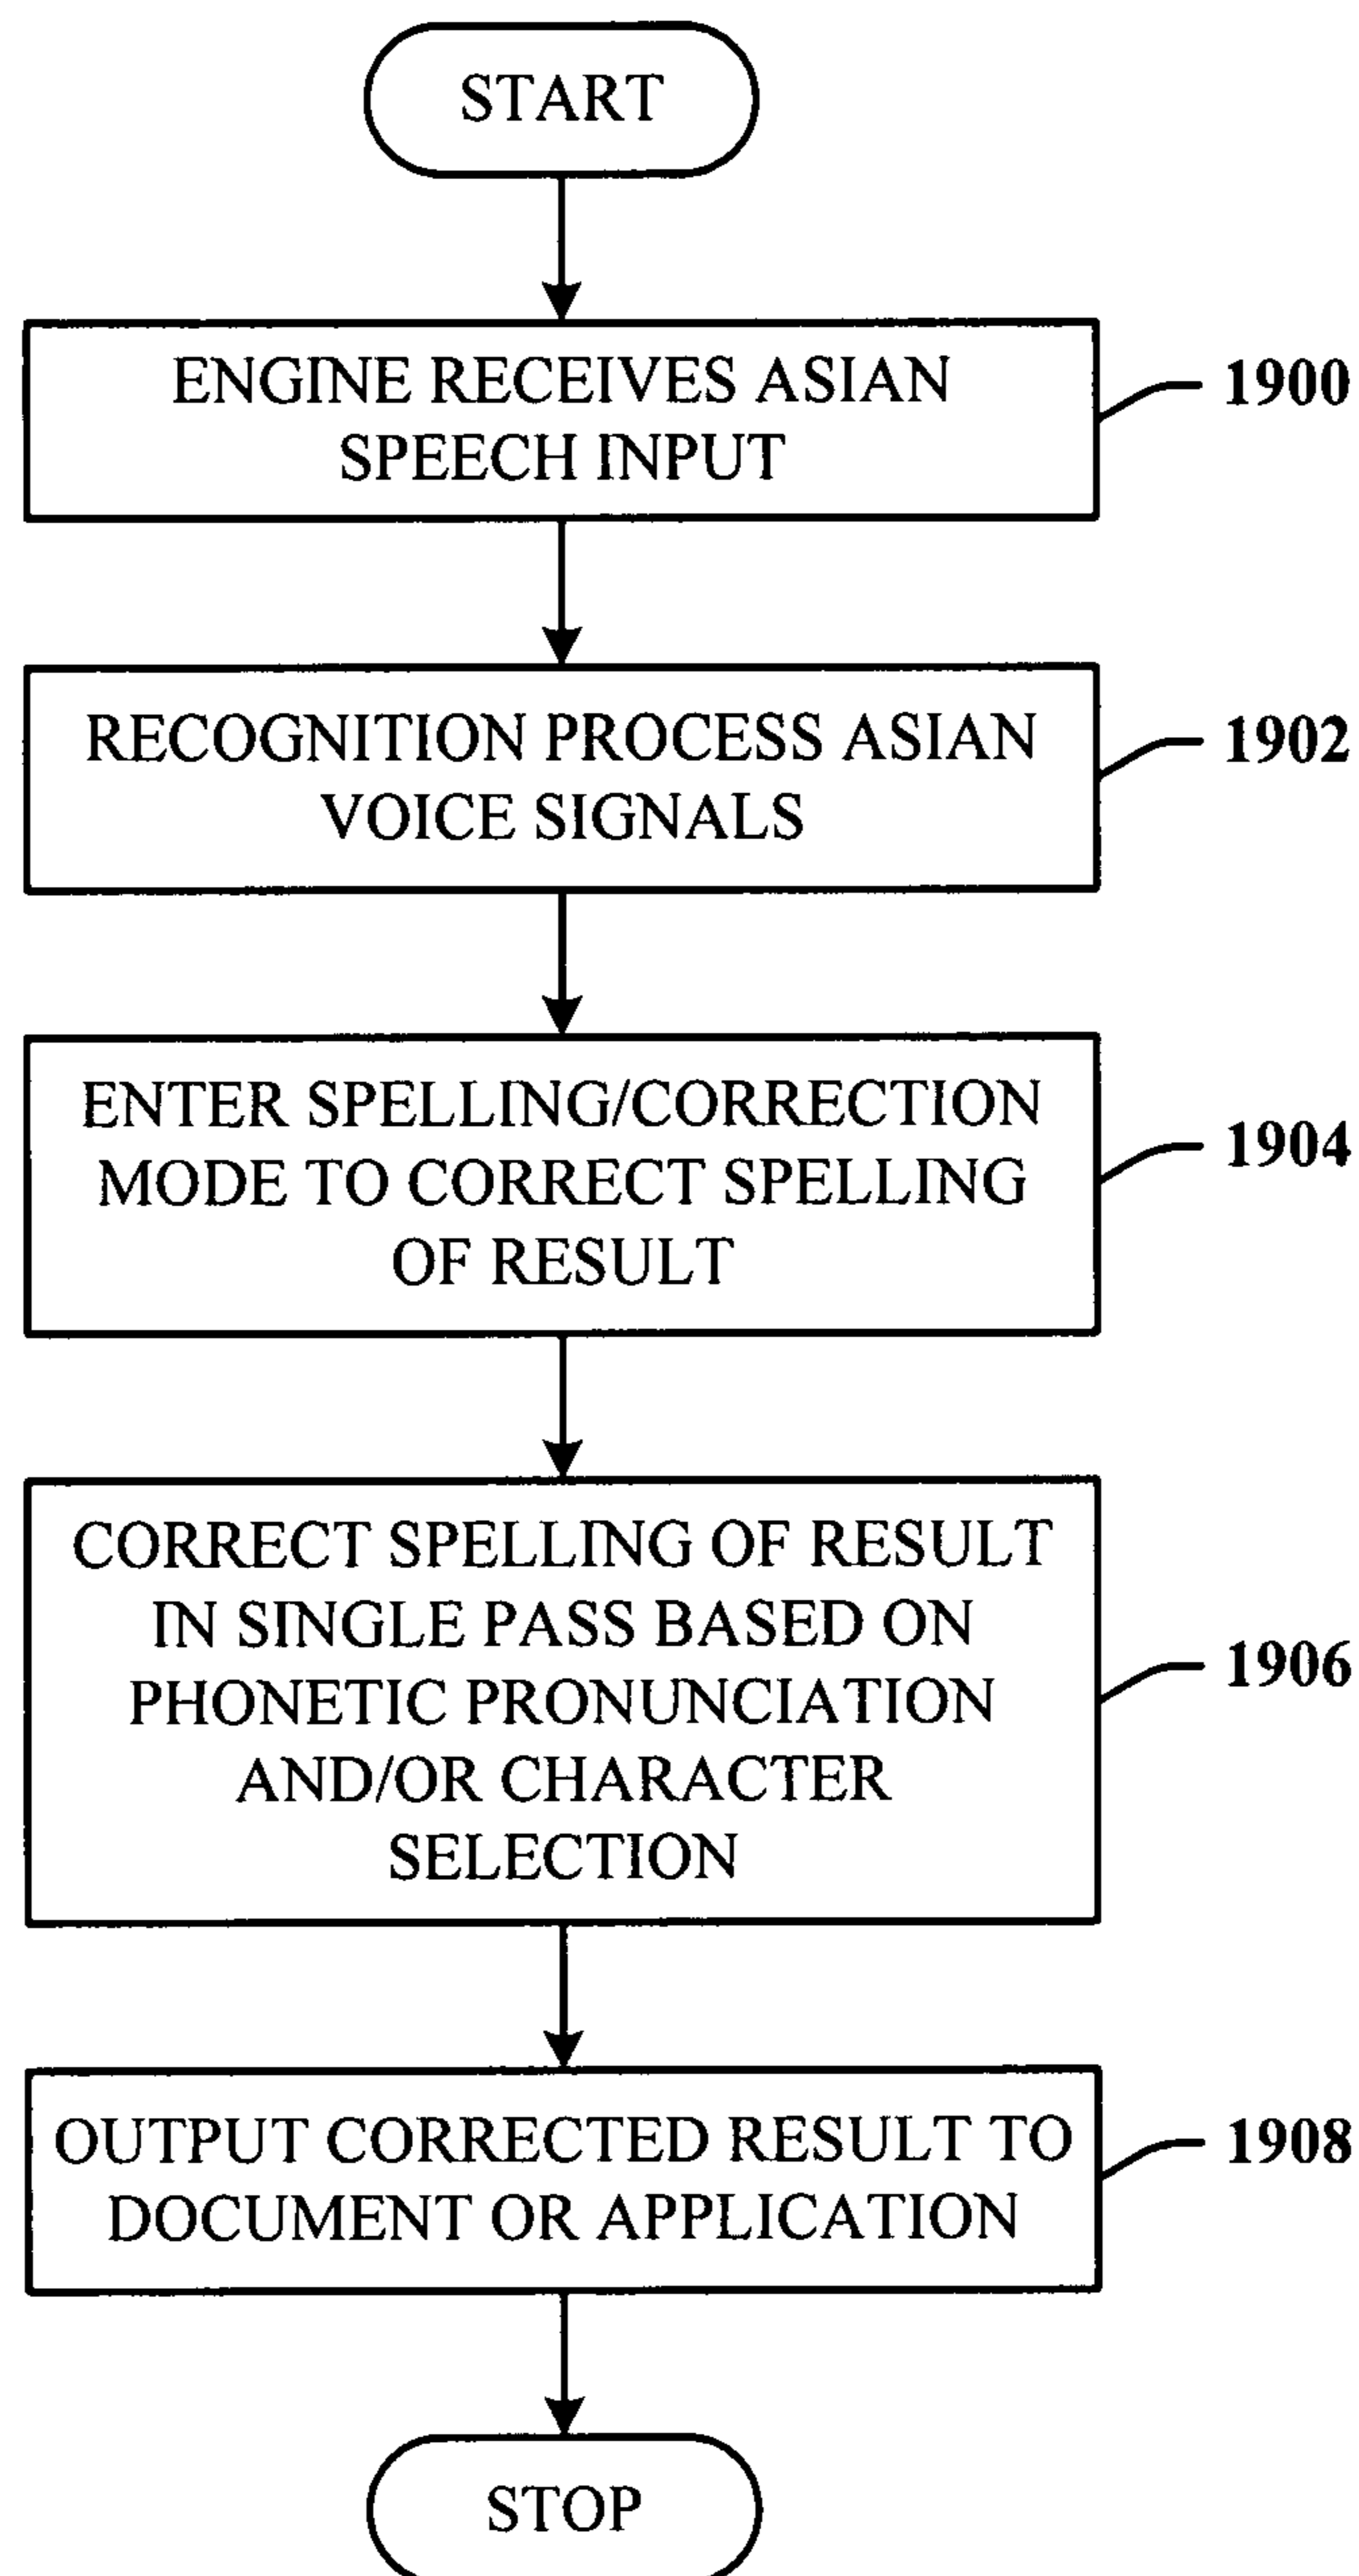 START
ENGINE RECEIVES ASIAN
SPEECH INPUT
1900
RECOGNITION PROCESS ASIAN
VOICE SIGNALS
1902
ENTER SPELLING/CORRECTION
MODE TO CORRECT SPELLING
OF RESULT
1904
CORRECT SPELLING OF RESULT
IN SINGLE PASS BASED ON
PHONETIC PRONUNCIATION
AND/OR CHARACTER
SELECTION
1906
OUTPUT CORRECTED RESULT TO
DOCUMENT OR APPLICATION
1908
STOP